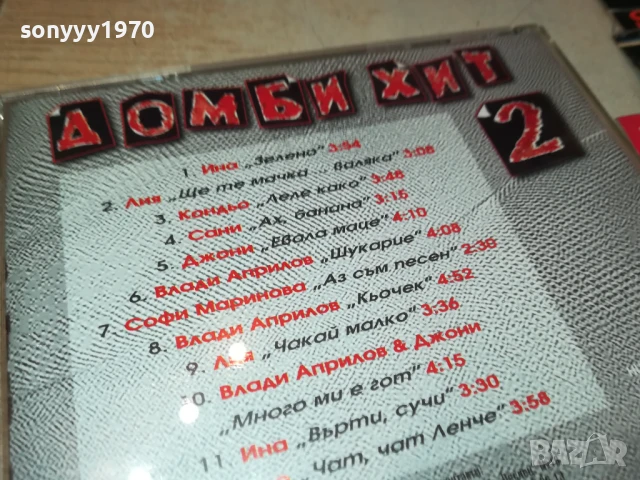 sonyyy1970
ДОМБИ ХИТ
2
1. Ина „Зелено" 3:54
2. Лия „Ще те мачка ... валяка" 3:08
3. Кондьо „Леле како" 3:48
4. Сани „Ах, банана" 3:15
5. Джони „Евала маце" 4:10
6. Влади Априлов „Шукарие" 4:08
7. Софи Маринова „Аз съм песен" 2:30
8. Влади Априлов „Кьочек" 4:52
9. Лия „Чакай малко" 3:36
10. Влади Априлов & Джони
„Много ми е гот" 4:15
11. Ина „Върти, сучи" 3:30
„Чат, чат Ленче" 3:58
BAZAR